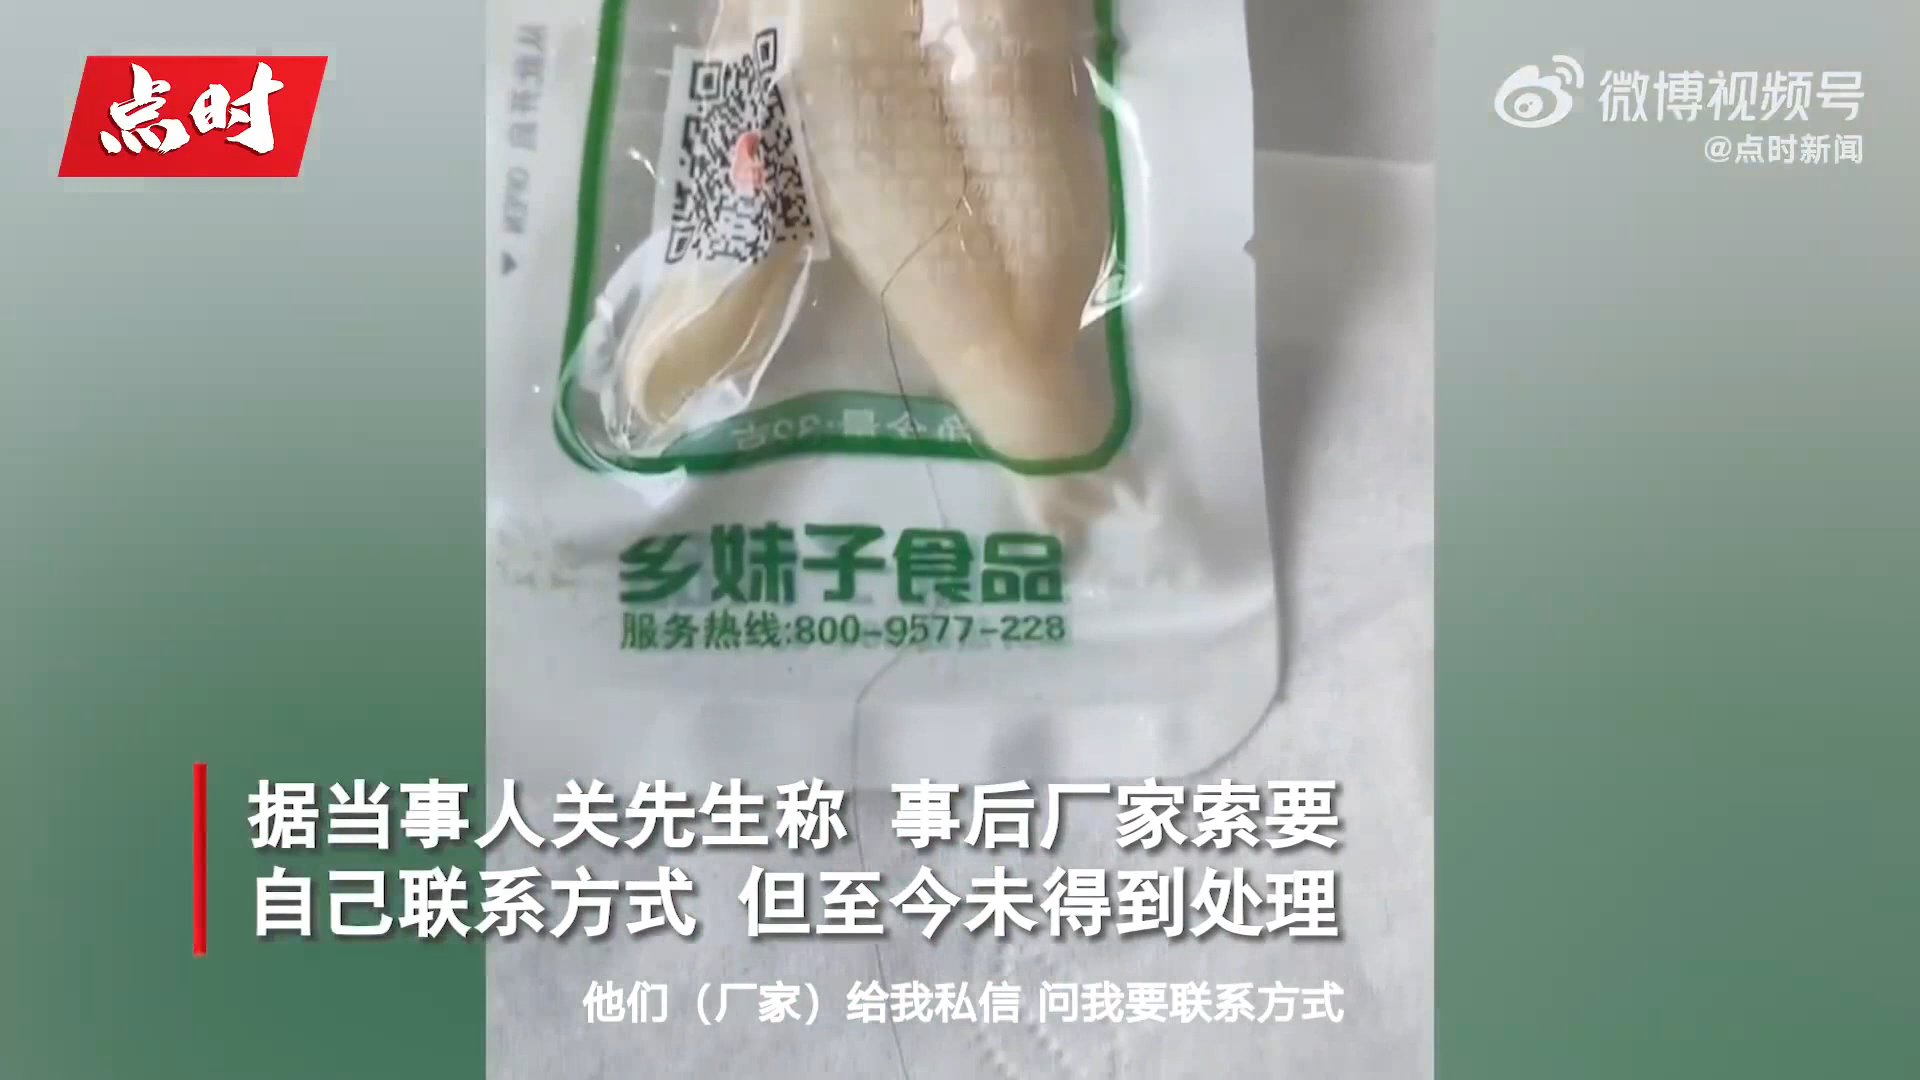 点时
微博视频号
@点时新闻
OPEN
乡妹子食品
服务热线:800-9577-228
据当事人关先生称 事后厂家索要
自己联系方式 但至今未得到处理
他们（厂家）给我私信 问我要联系方式